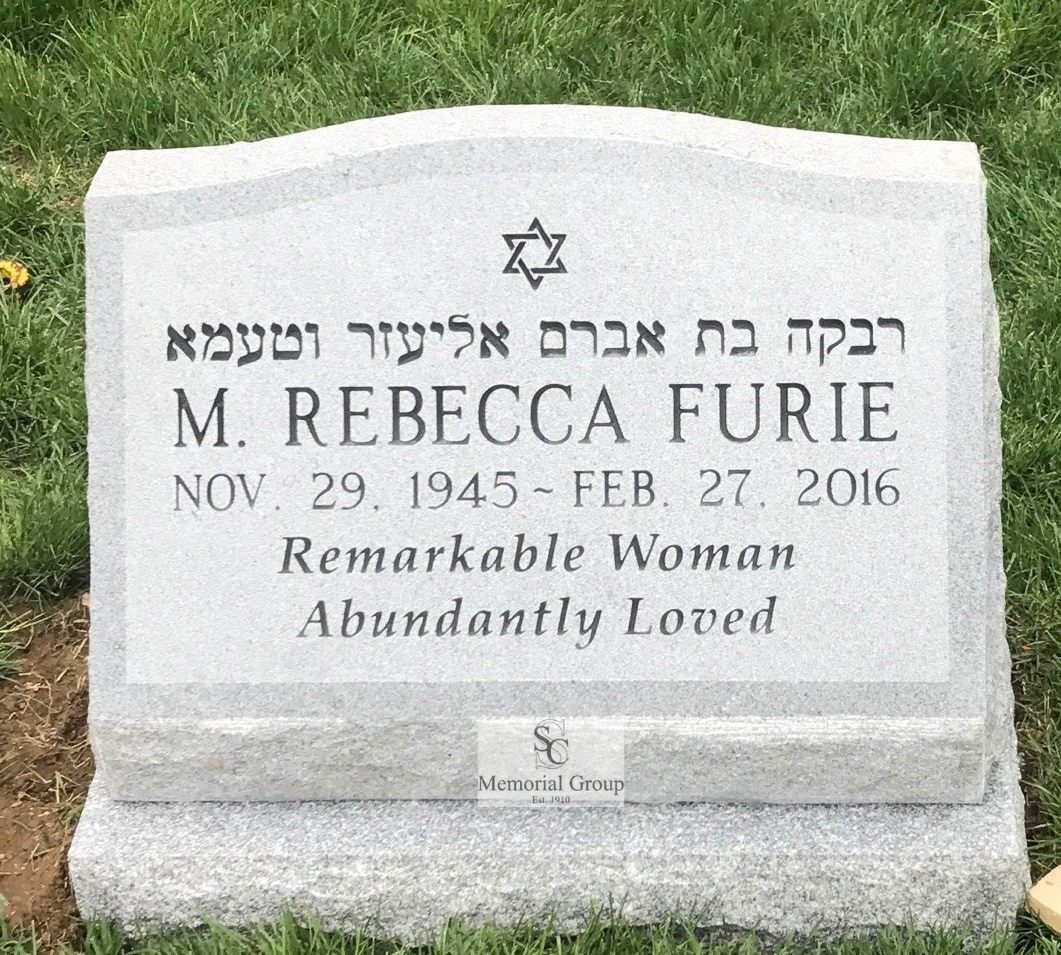 רבקה בת אברם אליעזר וטעמא
M. REBECCA FURIE
NOV. 29, 1945 ~ FEB. 27, 2016
Remarkable Woman
Abundantly Loved
SC
Memorial Group
Est. 1910